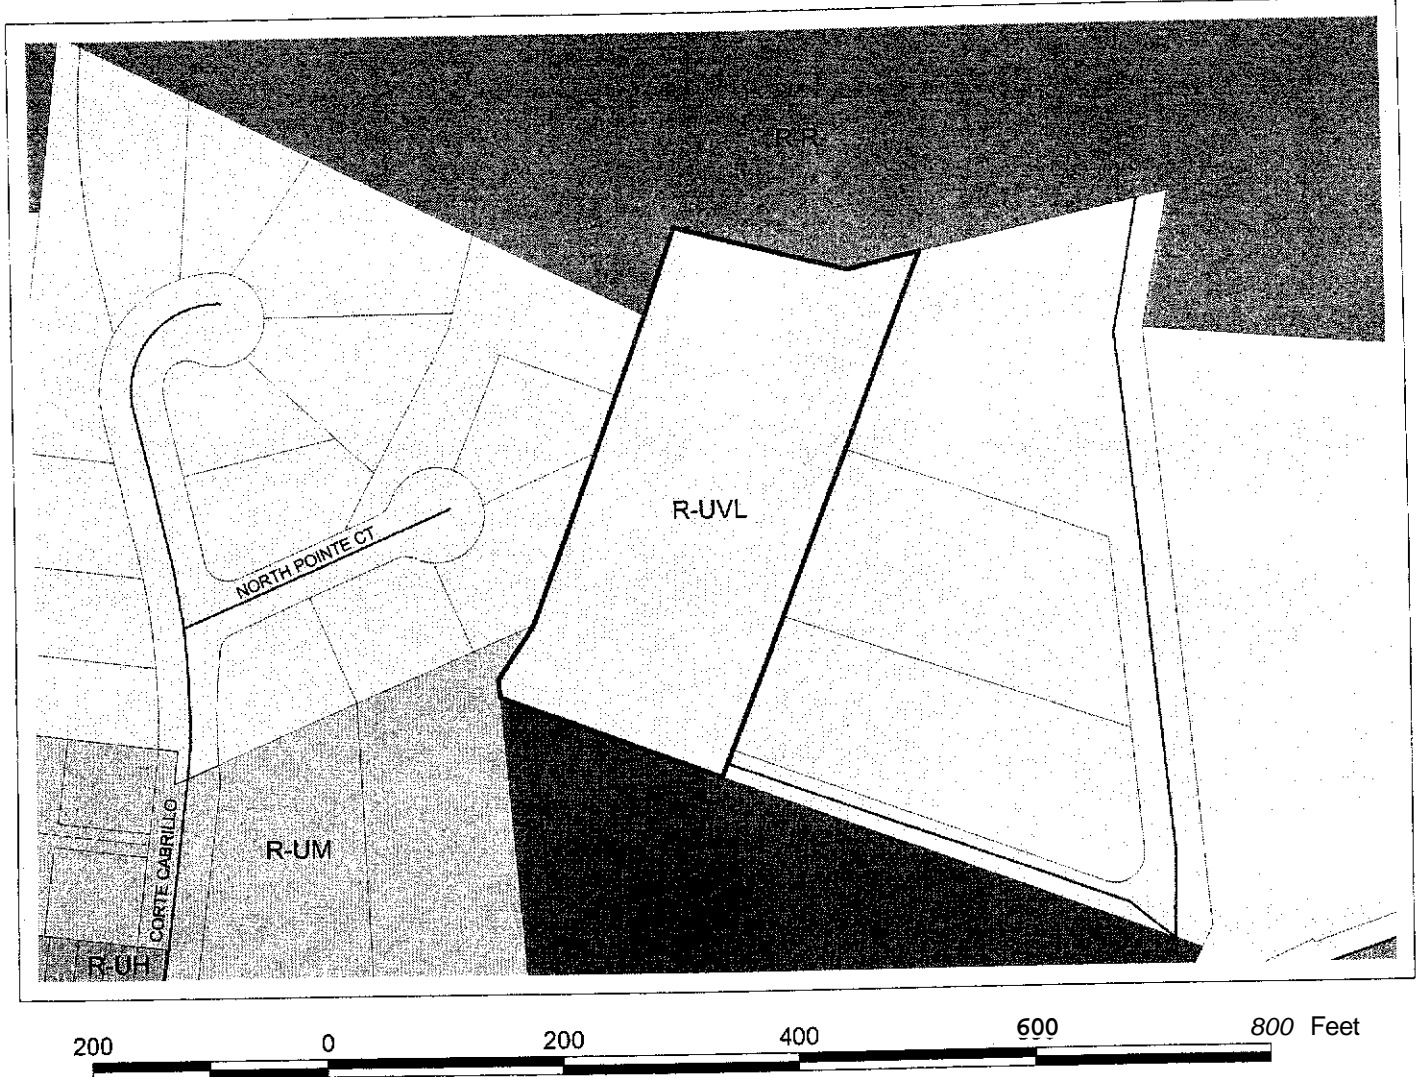 R-R
R-UVL
NORTH POINTE CT
R-UM
CORTE CABRILLO
R-UH
200 0 200 400 600 800 Feet